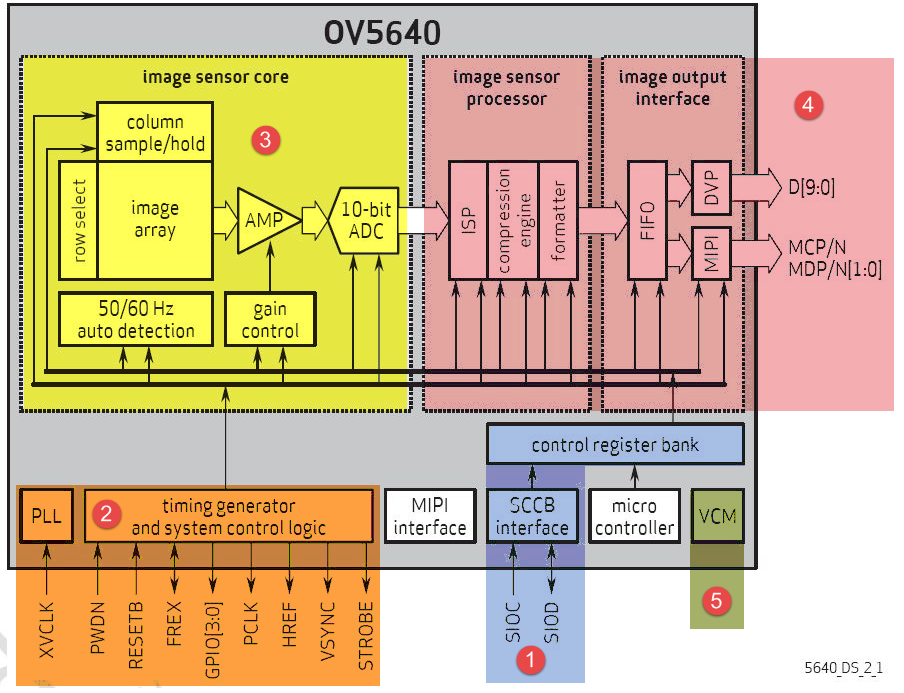 OV5640
image sensor core
image sensor
processor
image output
interface
column
sample/hold
row select
image
array
AMP
10-bit
ADC
50/60 Hz
auto detection
gain
control
3
ISP
compression
engine
formatter
FIFO
DVP
MIPI
4
D[9:0]
MCP/N
MDP/N[1:0]
control register bank
PLL
2
timing generator
and system control logic
MIPI
interface
SCCB
interface
micro
controller
VCM
XVCLK
PWDN
RESETB
FREX
GPIO[3:0]
PCLK
HREF
VSYNC
STROBE
SIOC
SIOD
1
5
5640_DS_2_1